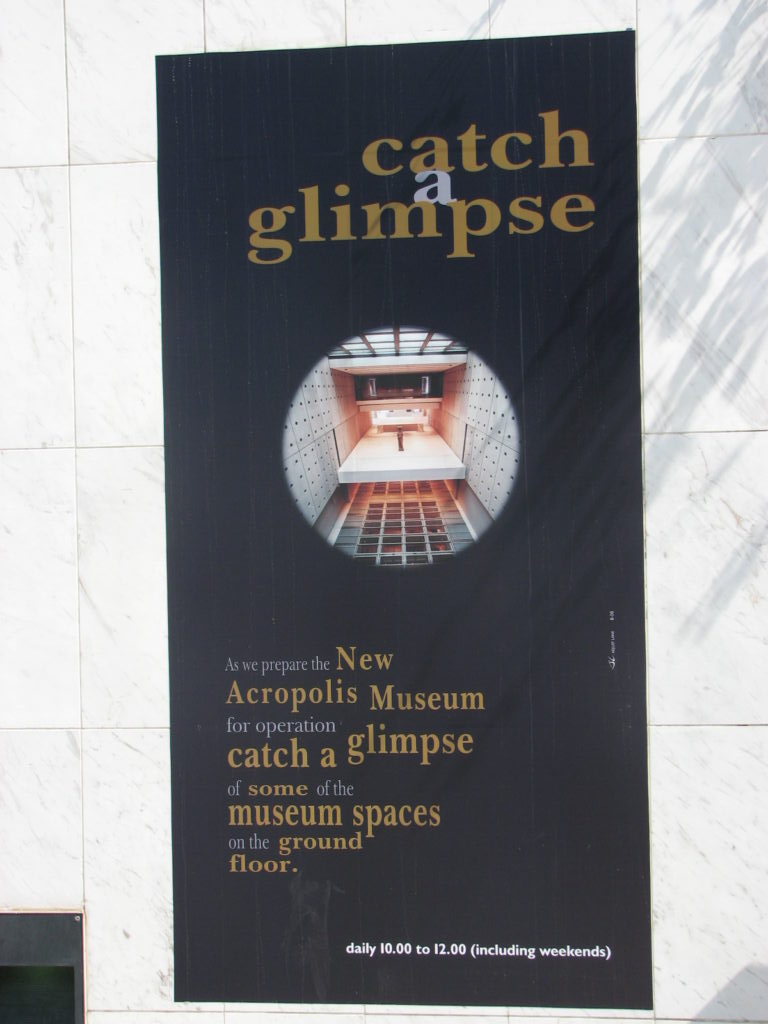 catch
a
glimpse
As we prepare the New
Acropolis Museum
for operation
catch a glimpse
of some of the
museum spaces
on the ground
floor.
daily 10.00 to 12.00 (including weekends)